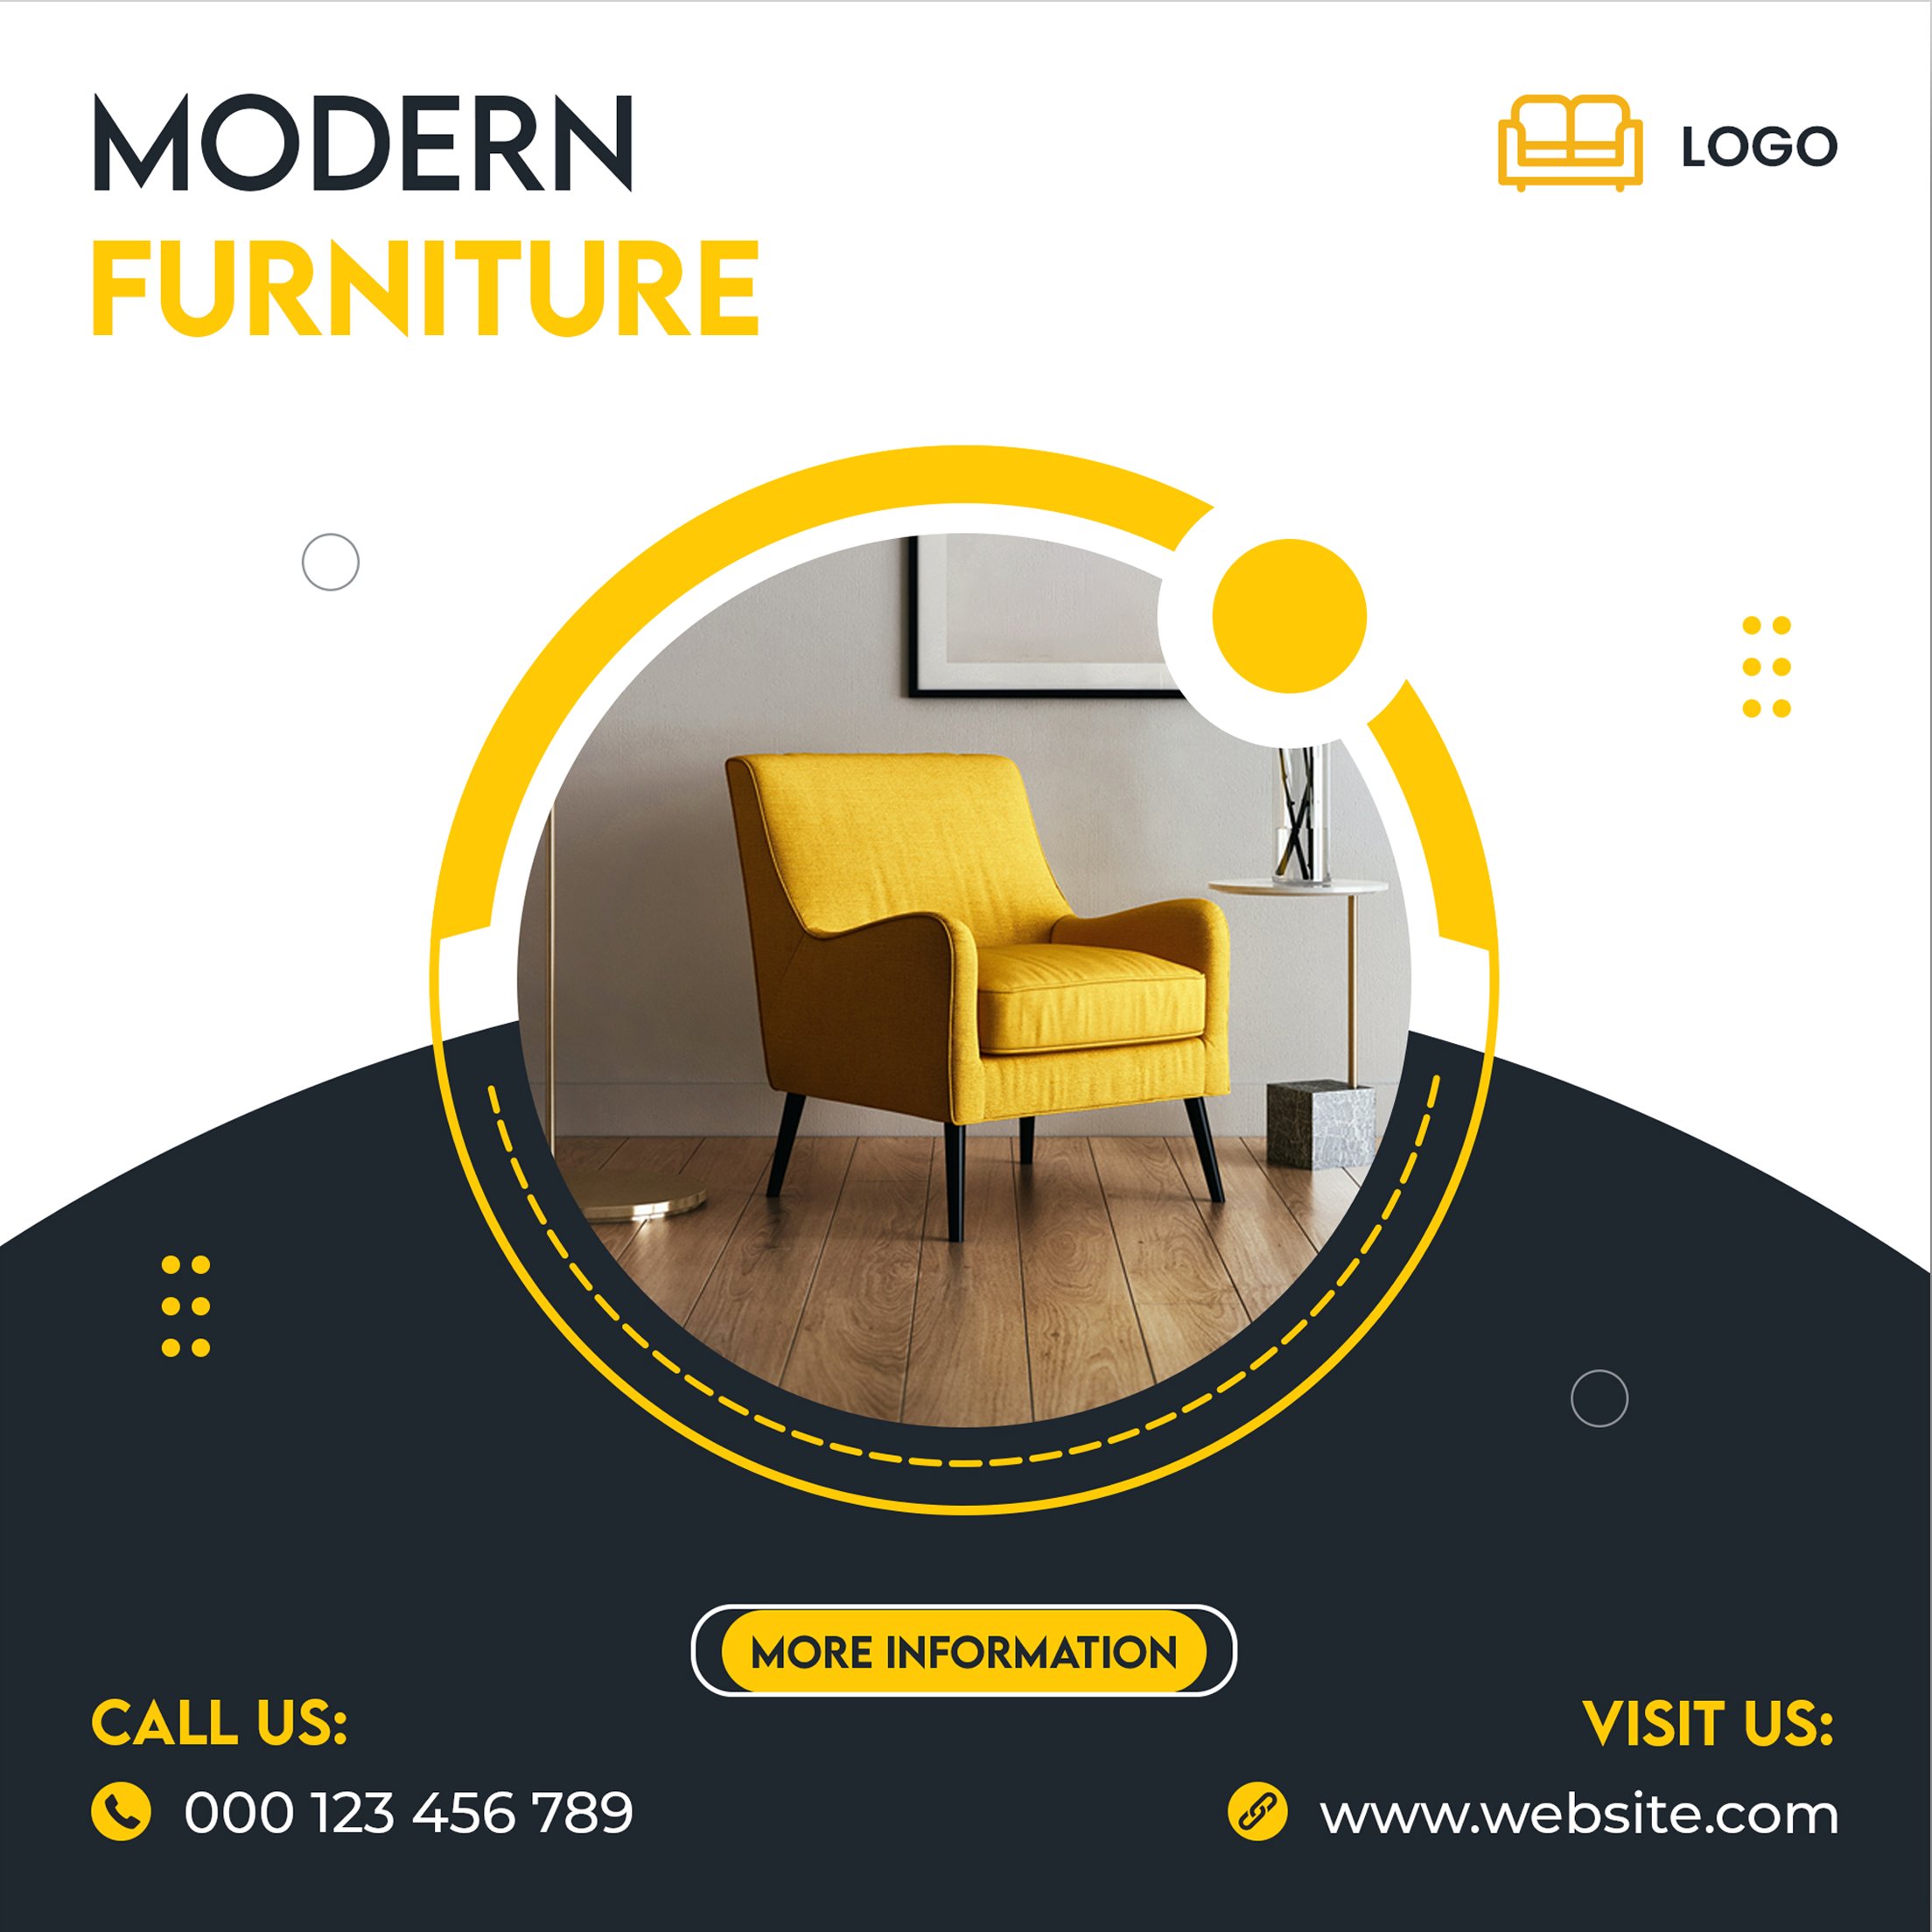 MODERN
FURNITURE
LOGO
MORE INFORMATION
CALL US:
000 123 456 789
VISIT US:
www.website.com